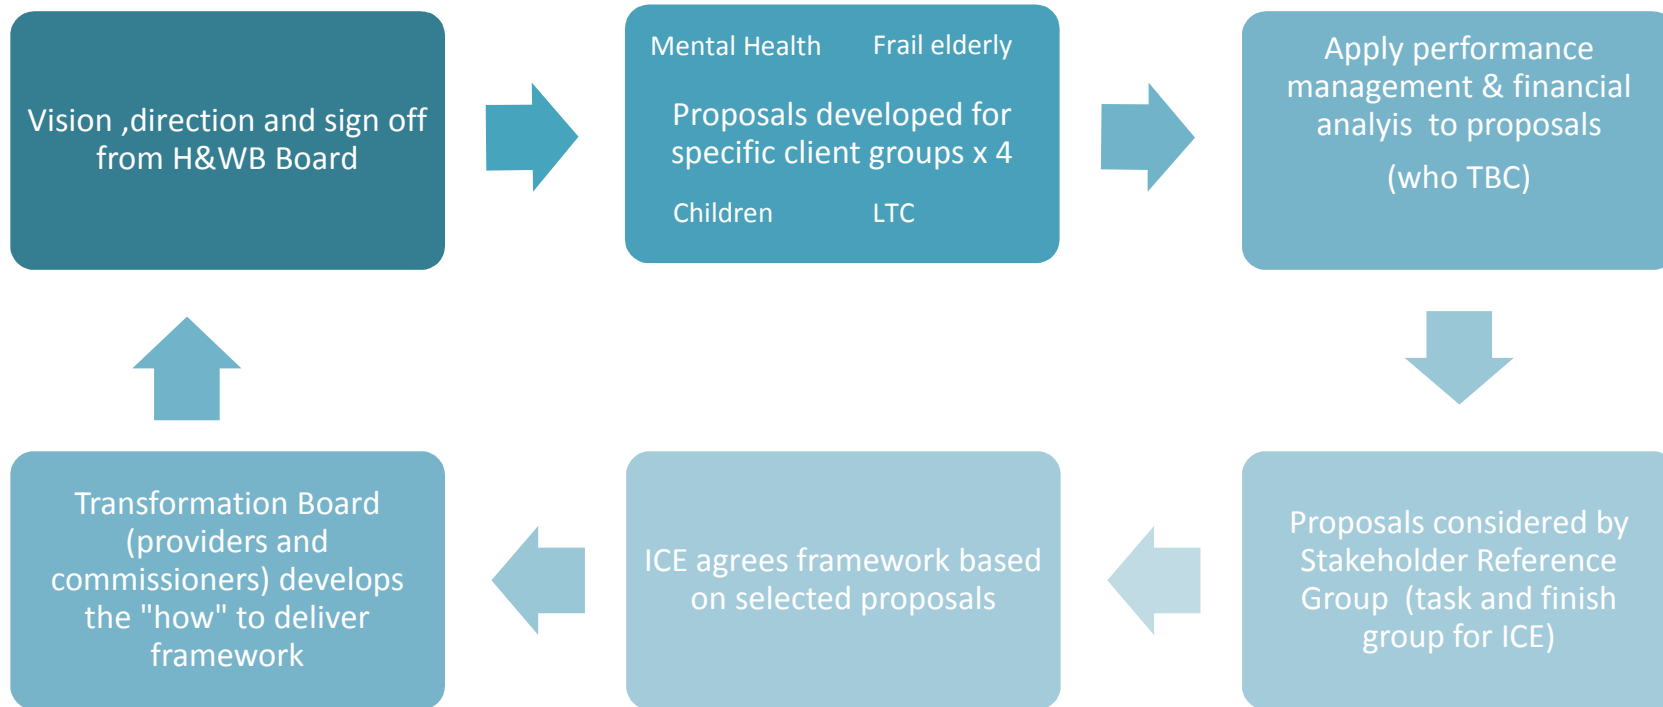 Vision ,direction and sign off
from H&WB Board
Mental Health
Frail elderly
Proposals developed for
specific client groups x 4
Children
LTC
Apply performance
management & financial
analyis to proposals
(who TBC)
Proposals considered by
Stakeholder Reference
Group (task and finish
group for ICE)
ICE agrees framework based
on selected proposals
Transformation Board
(providers and
commissioners) develops
the "how" to deliver
framework